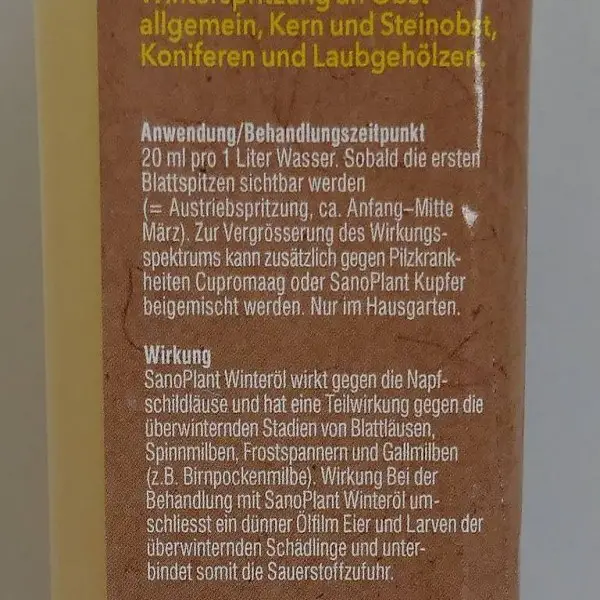 Winterspritzung an Obst
allgemein, Kern und Steinobst,
Koniferen und Laubgehölzen.
Anwendung/Behandlungszeitpunkt
20 ml pro 1 Liter Wasser. Sobald die ersten
Blattspitzen sichtbar werden
(= Austriebspritzung, ca. Anfang–Mitte
März). Zur Vergrösserung des Wirkungs-
spektrums kann zusätzlich gegen Pilzkrank-
heiten Cupromaag oder SanoPlant Kupfer
beigemischt werden. Nur im Hausgarten.
Wirkung
SanoPlant Winteröl wirkt gegen die Napf-
schildläuse und hat eine Teilwirkung gegen die
überwinternden Stadien von Blattläusen,
Spinnmilben, Frostspannern und Gallmilben
(z.B. Birnpockenmilbe). Wirkung Bei der
Behandlung mit SanoPlant Winteröl um-
schliesst ein dünner Ölfilm Eier und Larven der
überwinternden Schädlinge und unter-
bindet somit die Sauerstoffzufuhr.